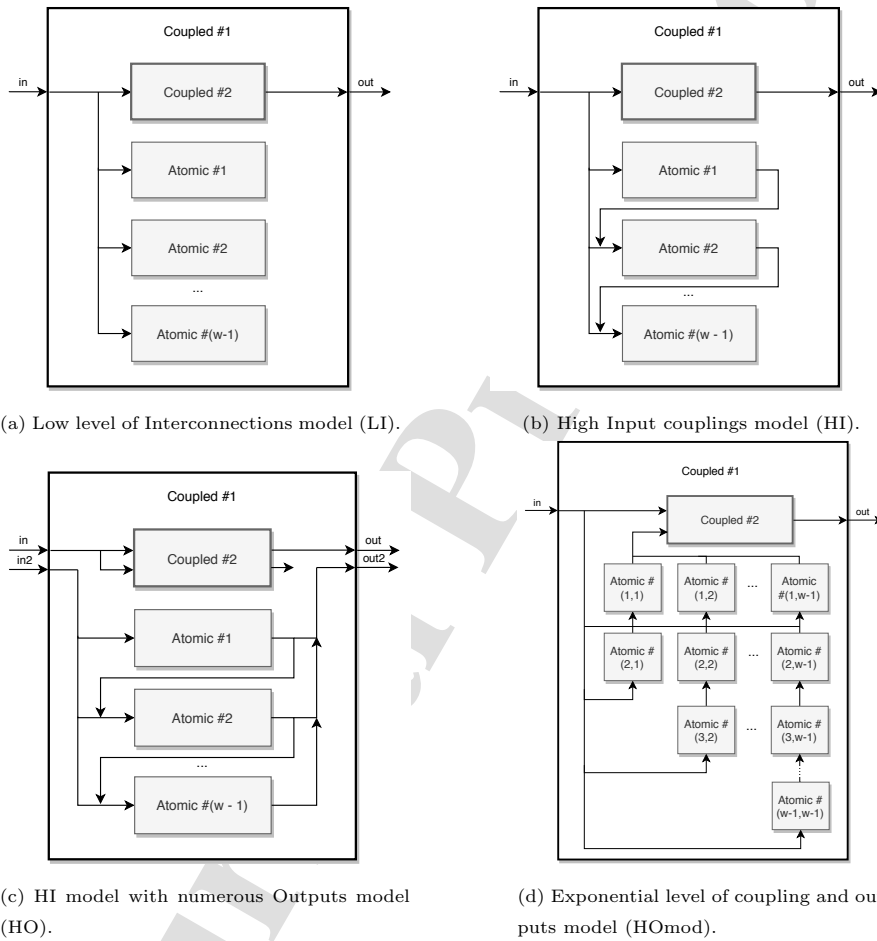 Coupled #1
in
Coupled #2
out
Atomic #1
Atomic #2
...
Atomic #(w-1)
(a) Low level of Interconnections model (LI).
Coupled #1
in
Coupled #2
out
Atomic #1
Atomic #2
...
Atomic #(w - 1)
(b) High Input couplings model (HI).
Coupled #1
in
in2
Coupled #2
out
out2
Atomic #1
Atomic #2
...
Atomic #(w - 1)
(c) HI model with numerous Outputs model
(HO).
Coupled #1
in
Coupled #2
out
Atomic #
(1,1)
Atomic #
(1,2)
...
Atomic
#(1,w-1)
Atomic #
(2,1)
Atomic #
(2,2)
...
Atomic #
(2,w-1)
Atomic #
(3,2)
...
Atomic #
(3,w-1)
Atomic #
(w-1,w-1)
(d) Exponential level of coupling and ou
puts model (HOmod).